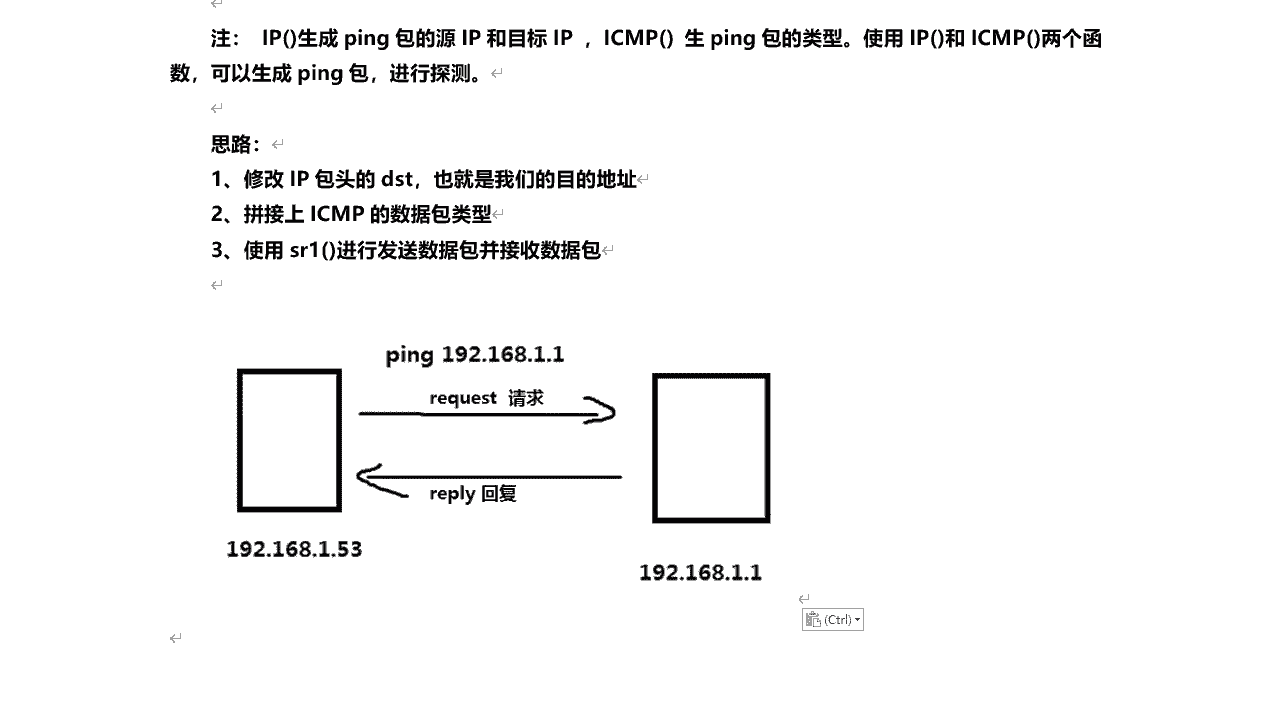 注： IP()生成 ping 包的源 IP 和目标 IP ，ICMP() 生 ping 包的类型。使用 IP()和 ICMP()两个函
数，可以生成 ping 包，进行探测。
思路：
1、修改 IP 包头的 dst，也就是我们的目的地址
2、拼接上 ICMP 的数据包类型
3、使用 sr1()进行发送数据包并接收数据包
ping 192.168.1.1
request 请求
reply 回复
192.168.1.53
192.168.1.1
(Ctrl)